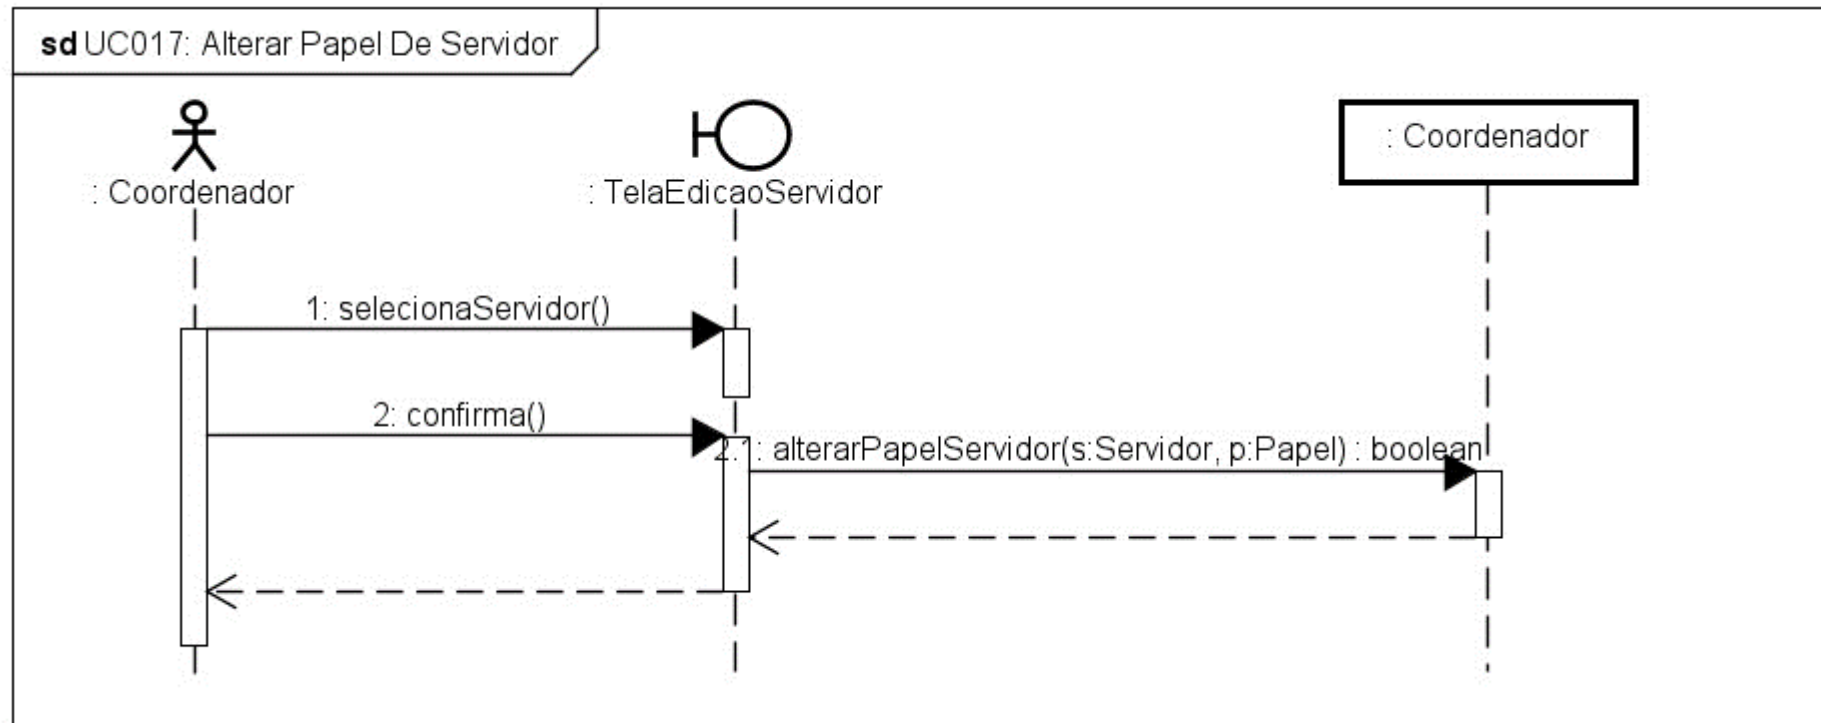 sd UC017: Alterar Papel De Servidor
: Coordenador
: TelaEdicaoServidor
: Coordenador
1: selecionaServidor()
2: confirma()
2.1: alterarPapelServidor(s:Servidor, p:Papel) : boolean